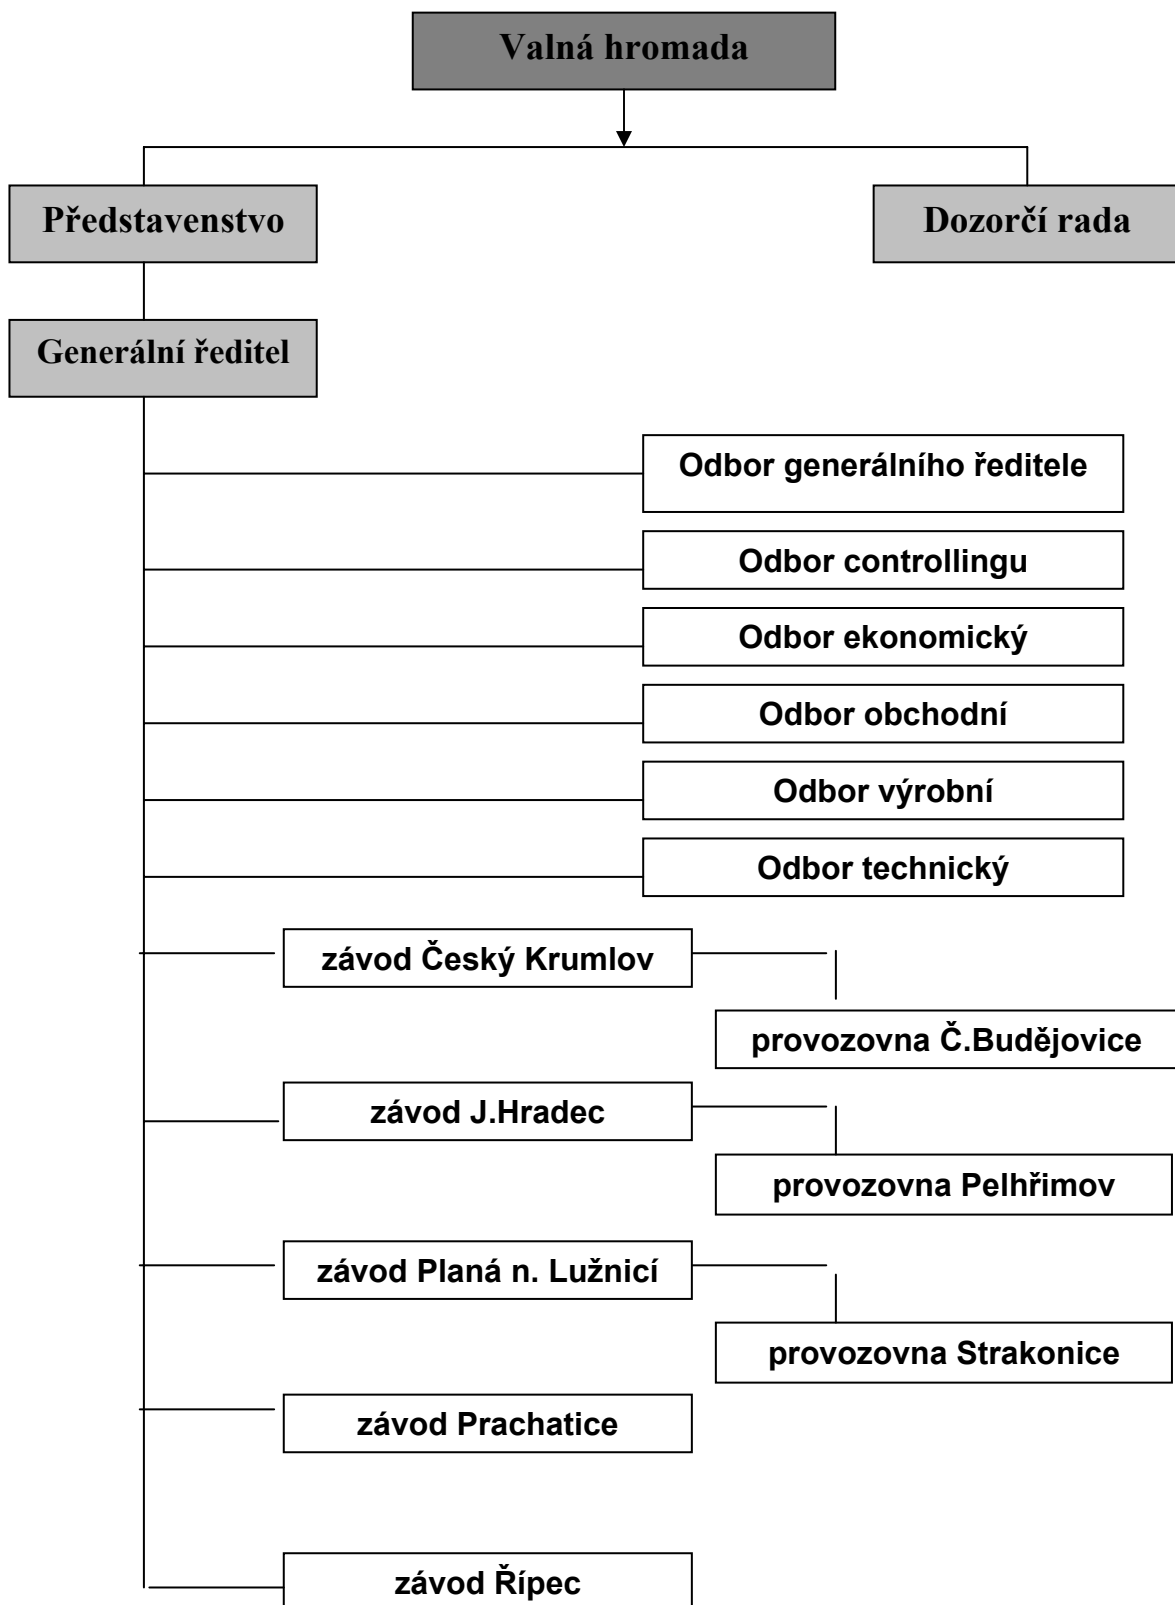 Valná hromada
Představenstvo
Dozorčí rada
Generální ředitel
Odbor generálního ředitele
Odbor controllingu
Odbor ekonomický
Odbor obchodní
Odbor výrobní
Odbor technický
závod Český Krumlov
provozovna Č.Budějovice
závod J.Hradec
provozovna Pelhřimov
závod Planá n. Lužnicí
provozovna Strakonice
závod Prachatice
závod Řípec